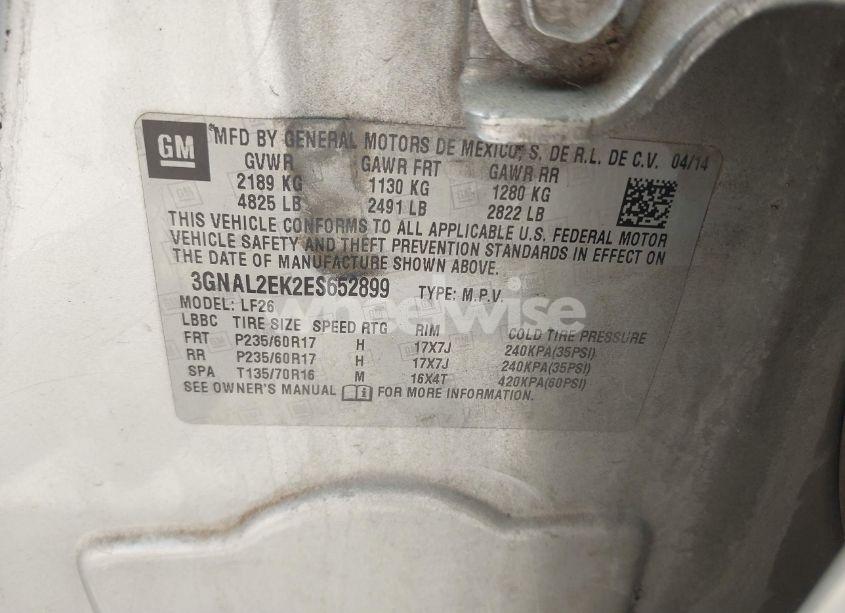 GM
MFD BY GENERAL MOTORS DE MEXICO, S. DE R.L. DE C.V. 04/14
GVWR GAWR FRT GAWR RR
2189 KG 1130 KG 1280 KG
4825 LB 2491 LB 2822 LB
THIS VEHICLE CONFORMS TO ALL APPLICABLE U.S. FEDERAL MOTOR
VEHICLE SAFETY AND THEFT PREVENTION STANDARDS IN EFFECT ON
THE DATE OF MANUFACTURE SHOWN ABOVE.
3GNAL2EK2ES652899 TYPE: M.P.V.
wheelwise
MODEL: LF26
LBBC TIRE SIZE SPEED RTG RIM COLD TIRE PRESSURE
FRT P235/60R17 H 17X7J 240KPA(35PSI)
RR P235/60R17 H 17X7J 240KPA(35PSI)
SPA T135/70R16 M 16X4T 420KPA(60PSI)
SEE OWNER'S MANUAL FOR MORE INFORMATION.